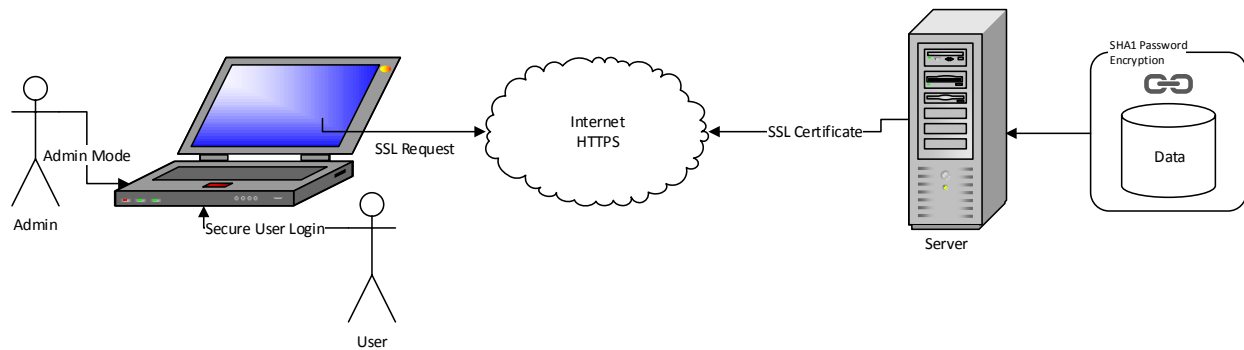 Admin Mode
Admin
SSL Request
Secure User Login
User
Internet
HTTPS
SSL Certificate
Server
SHA1 Password
Encryption
Data